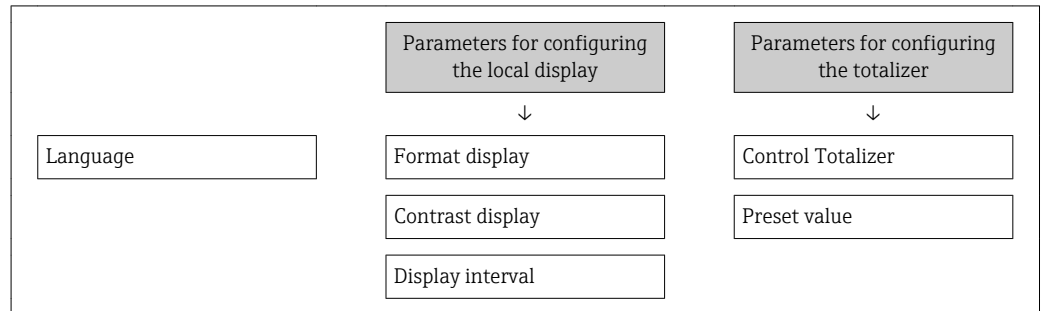 Parameters for configuring
the local display
Parameters for configuring
the totalizer
↓
↓
Language
Format display
Control Totalizer
Contrast display
Preset value
Display interval